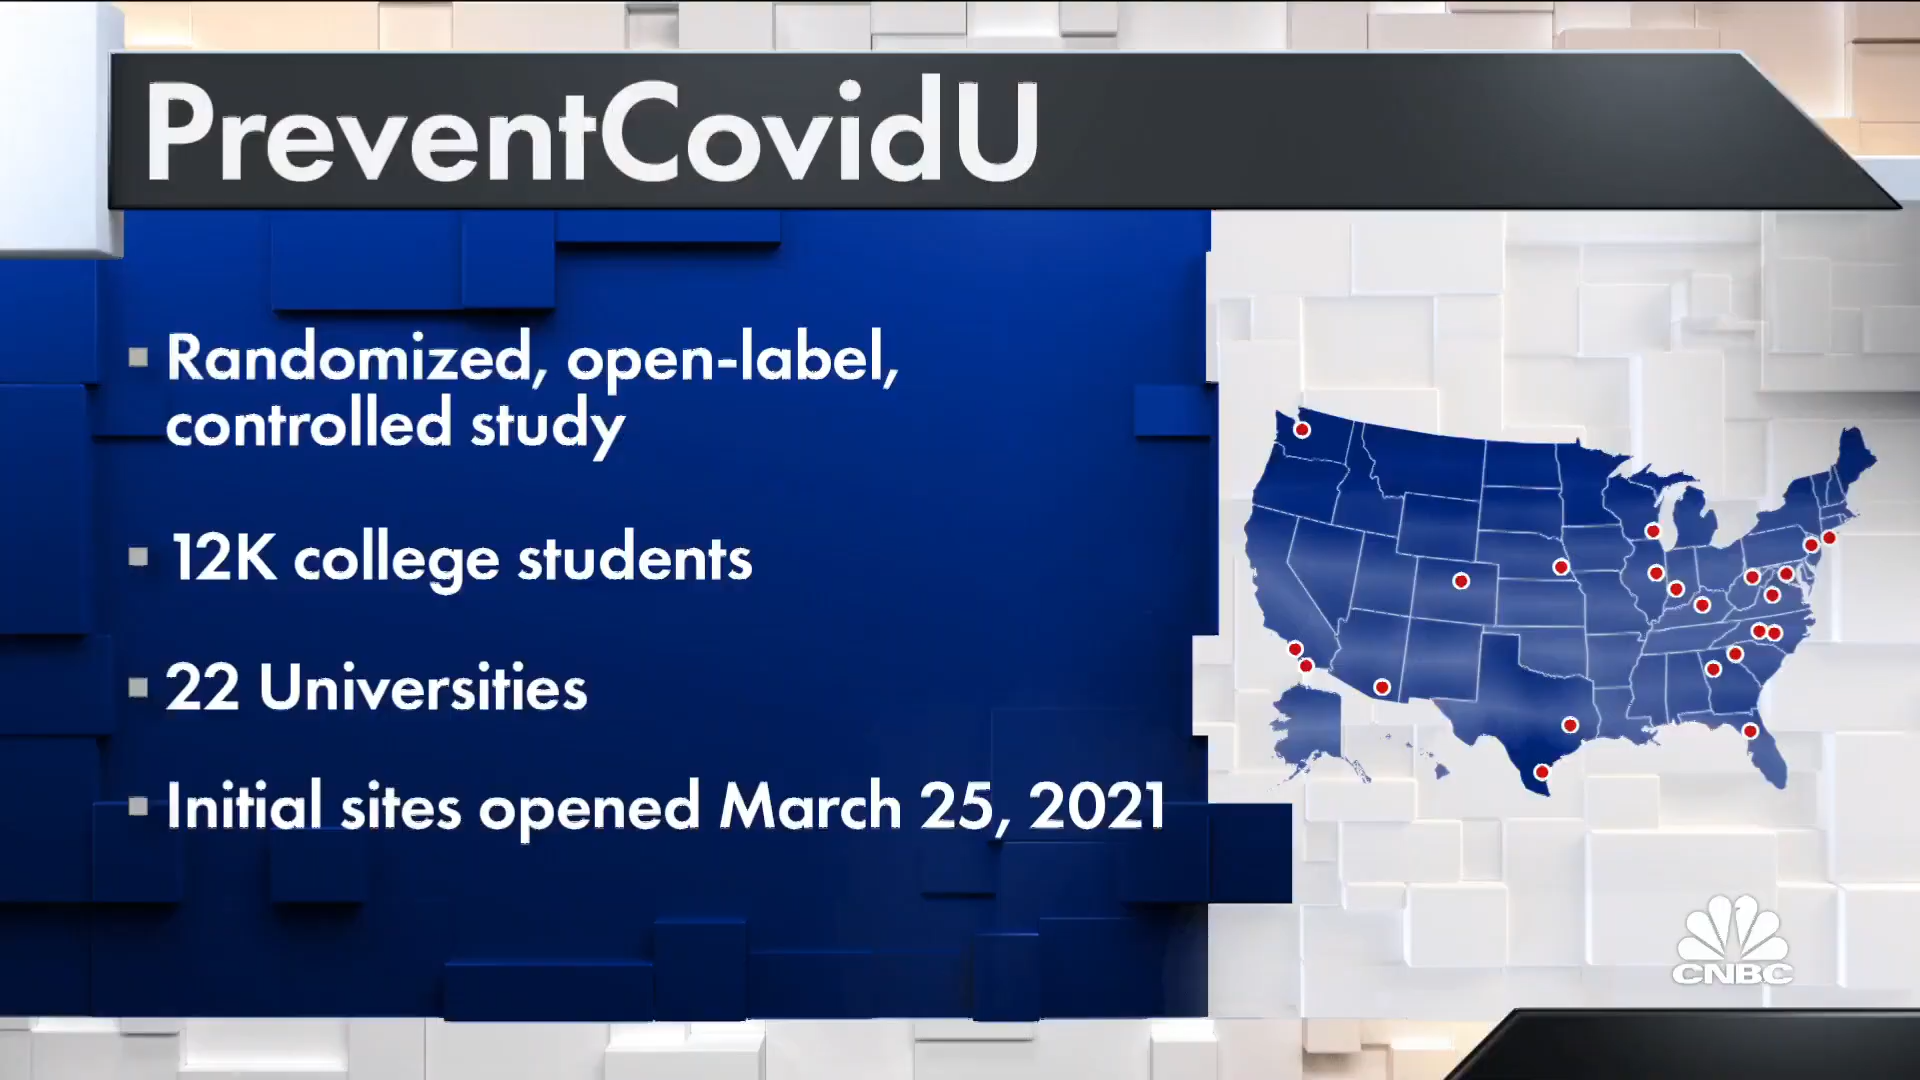 PreventCovidU
Randomized, open-label,
controlled study
12K college students
22 Universities
Initial sites opened March 25, 2021
CNBC